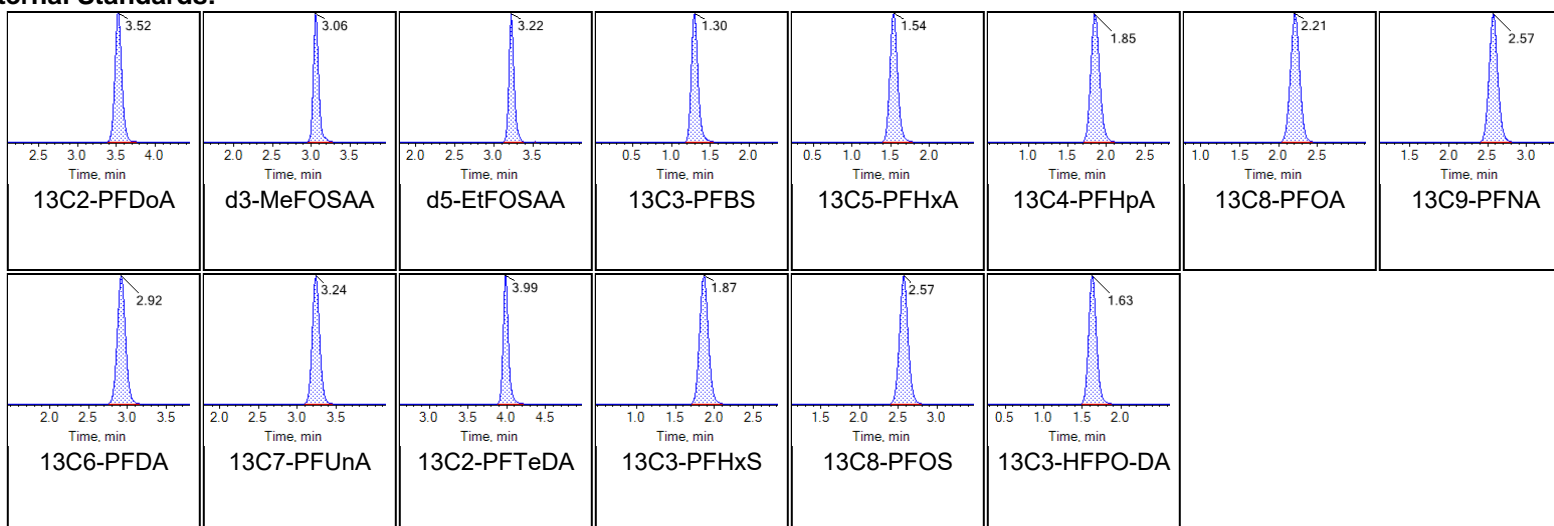 ternal Standards:
3.52 3.06 3.22 1.30 1.54 1.85 2.21 2.57
2.5 3.0 3.5 4.0 2.0 2.5 3.0 3.5 2.0 2.5 3.0 3.5 0.5 1.0 1.5 2.0 0.5 1.0 1.5 2.0 1.0 1.5 2.0 2.5 1.0 1.5 2.0 2.5 1.5 2.0 2.5 3.0
Time, min Time, min Time, min Time, min Time, min Time, min Time, min Time, min
13C2-PFDoA d3-MeFOSAA d5-EtFOSAA 13C3-PFBS 13C5-PFHxA 13C4-PFHpA 13C8-PFOA 13C9-PFNA
2.92 3.24 3.99 1.87 2.57 1.63
2.0 2.5 3.0 3.5 2.0 2.5 3.0 3.5 3.0 3.5 4.0 4.5 1.0 1.5 2.0 2.5 1.5 2.0 2.5 3.0 0.5 1.0 1.5 2.0
Time, min Time, min Time, min Time, min Time, min Time, min
13C6-PFDA 13C7-PFUnA 13C2-PFTeDA 13C3-PFHxS 13C8-PFOS 13C3-HFPO-DA